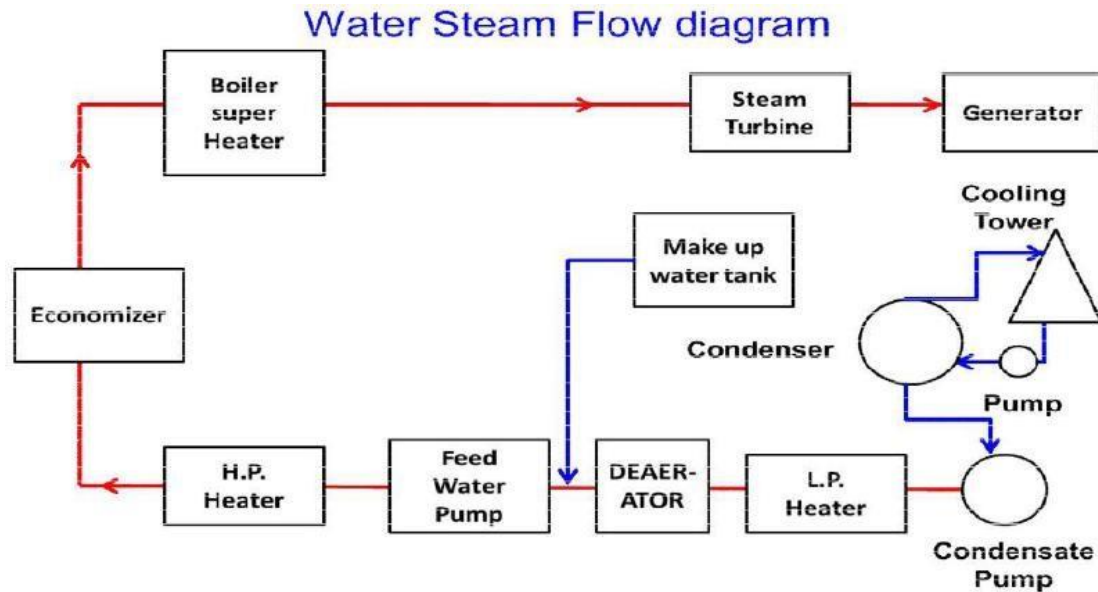 Water Steam Flow diagram
Boiler
super
Heater
Steam
Turbine
Generator
Cooling
Tower
Make up
water tank
Economizer
Condenser
Pump
H.P.
Heater
Feed
Water
Pump
DEAER-
ATOR
L.P.
Heater
Condensate
Pump